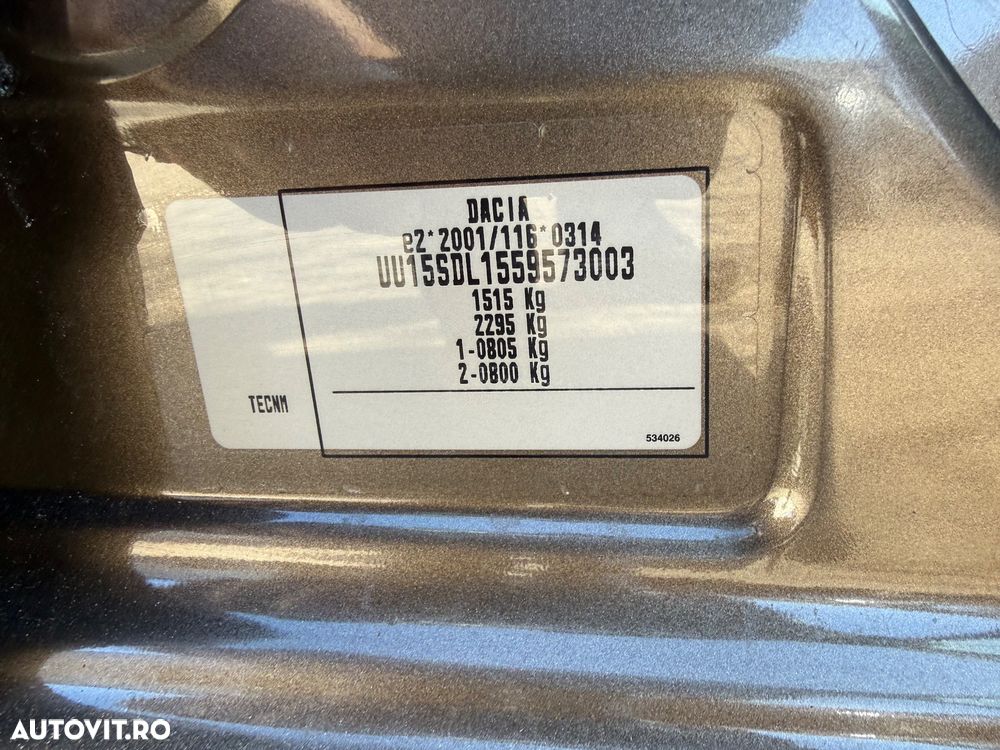 DACIA
e2*2001/116*0314
UU15SDL1559573003
1515 Kg
2295 Kg
1-0805 Kg
2-0800 Kg
TECNM
534026
AUTOVIT.RO